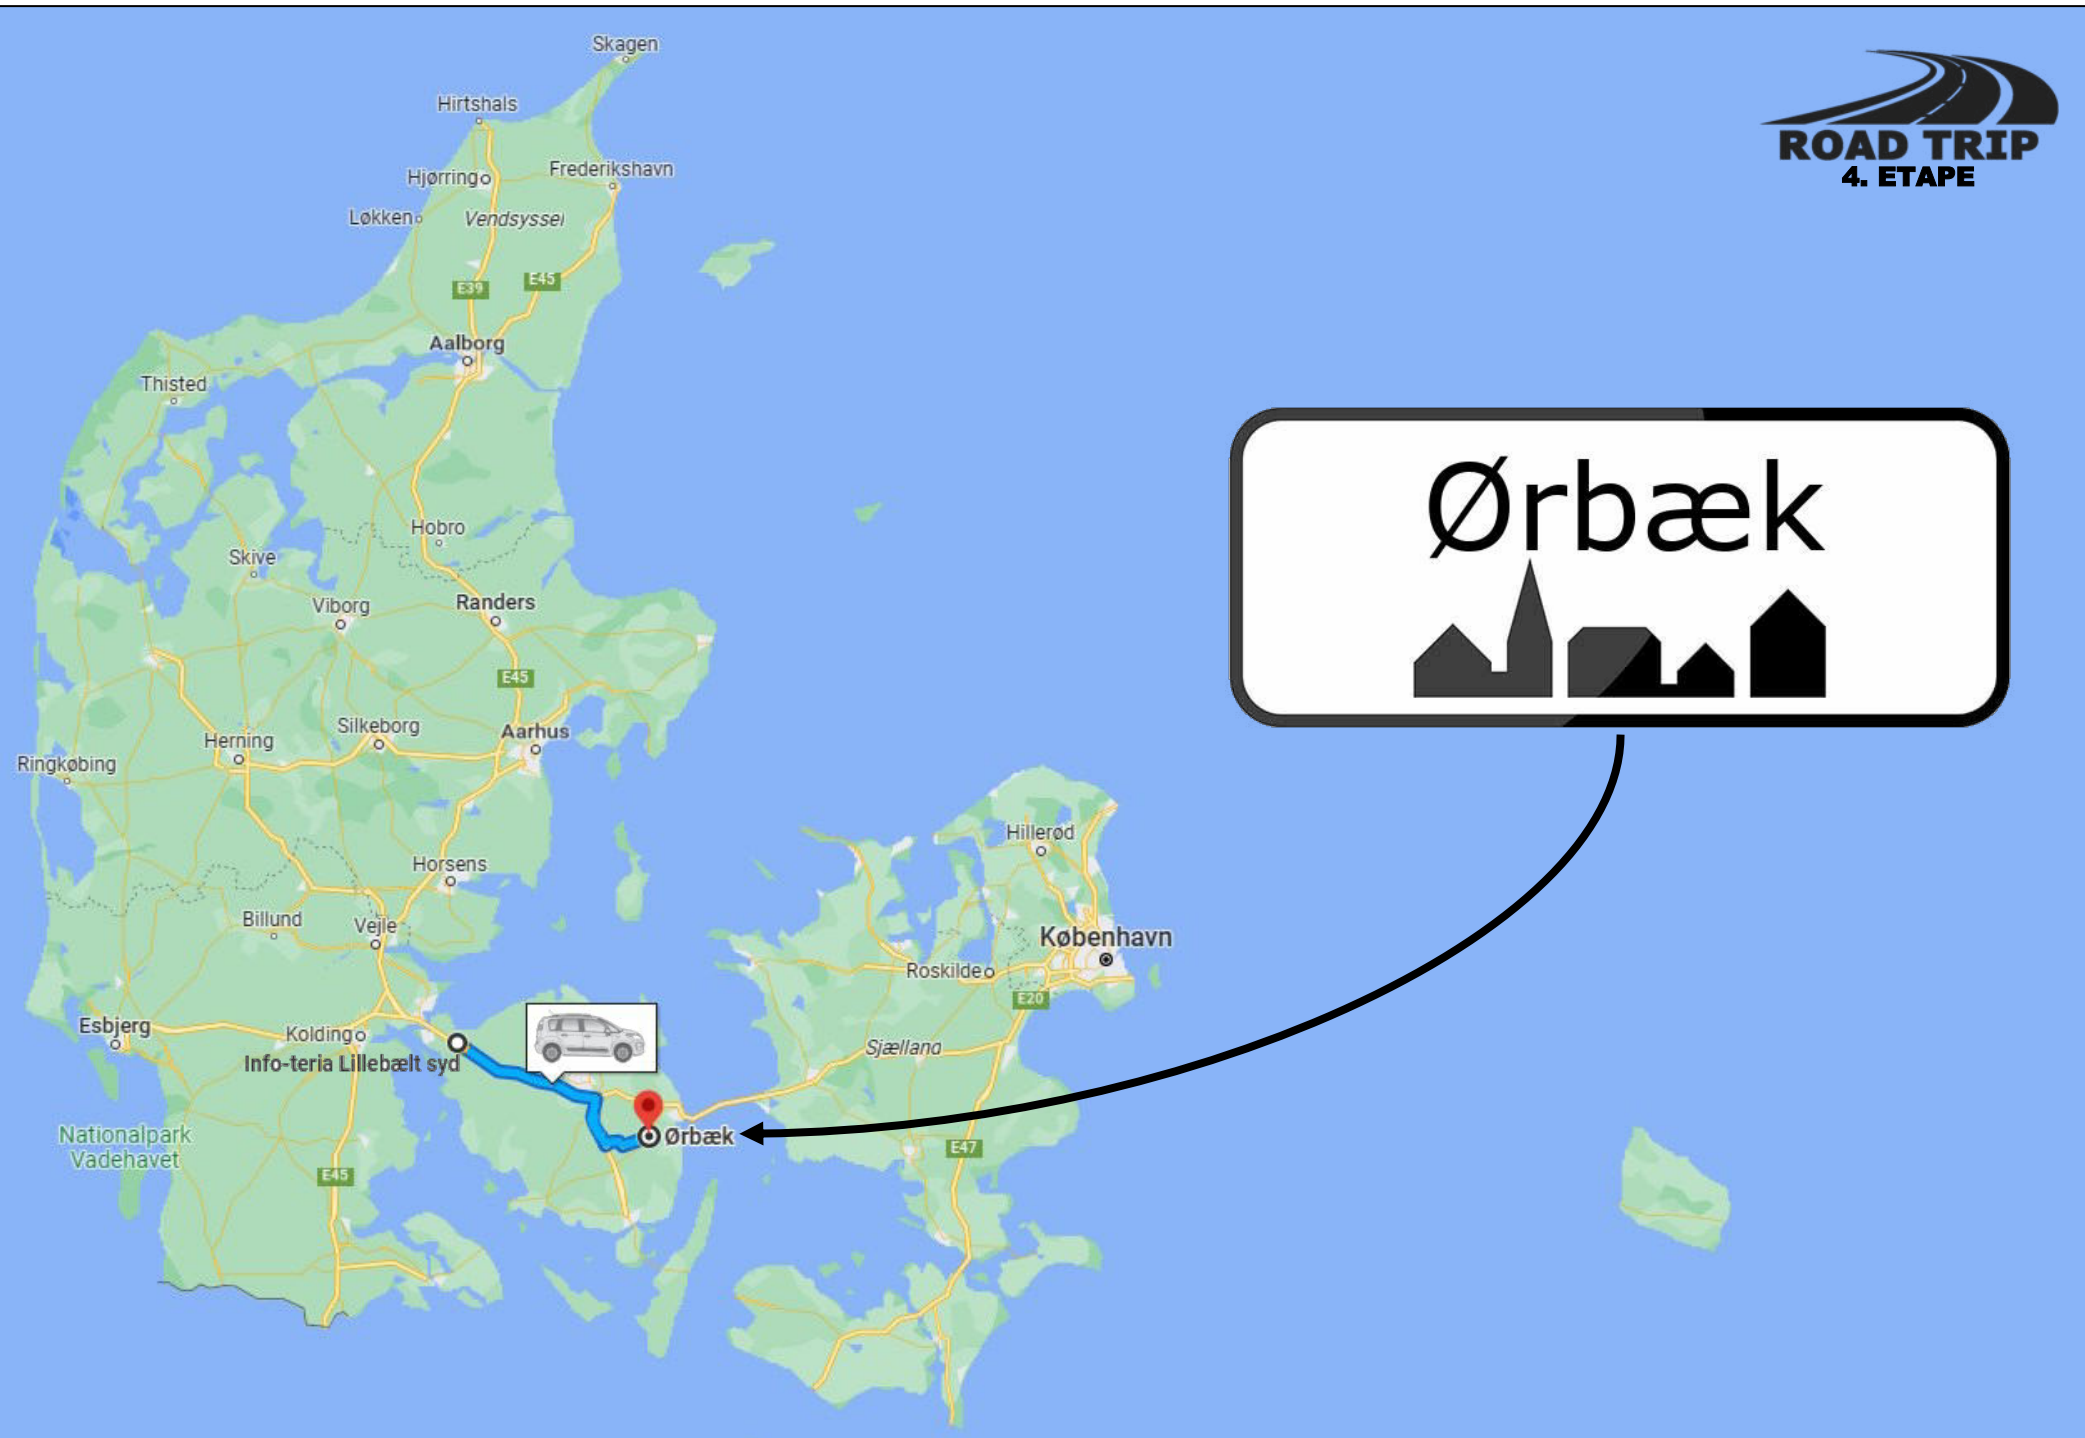 Skagen
Hirtshals
ROAD TRIP
4. ETAPE
Hjørring
Frederikshavn
Løkken
Vendsyssel
E39
E45
Aalborg
Thisted
Ørbæk
Hobro
Skive
Viborg
Randers
E45
Silkeborg
Aarhus
Herning
Ringkøbing
Hillerød
Horsens
Billund
Vejle
København
Roskilde
E20
Esbjerg
Kolding
Sjælland
Info-teria Lillebælt syd
Nationalpark
Vadehavet
Ørbæk
E47
E45